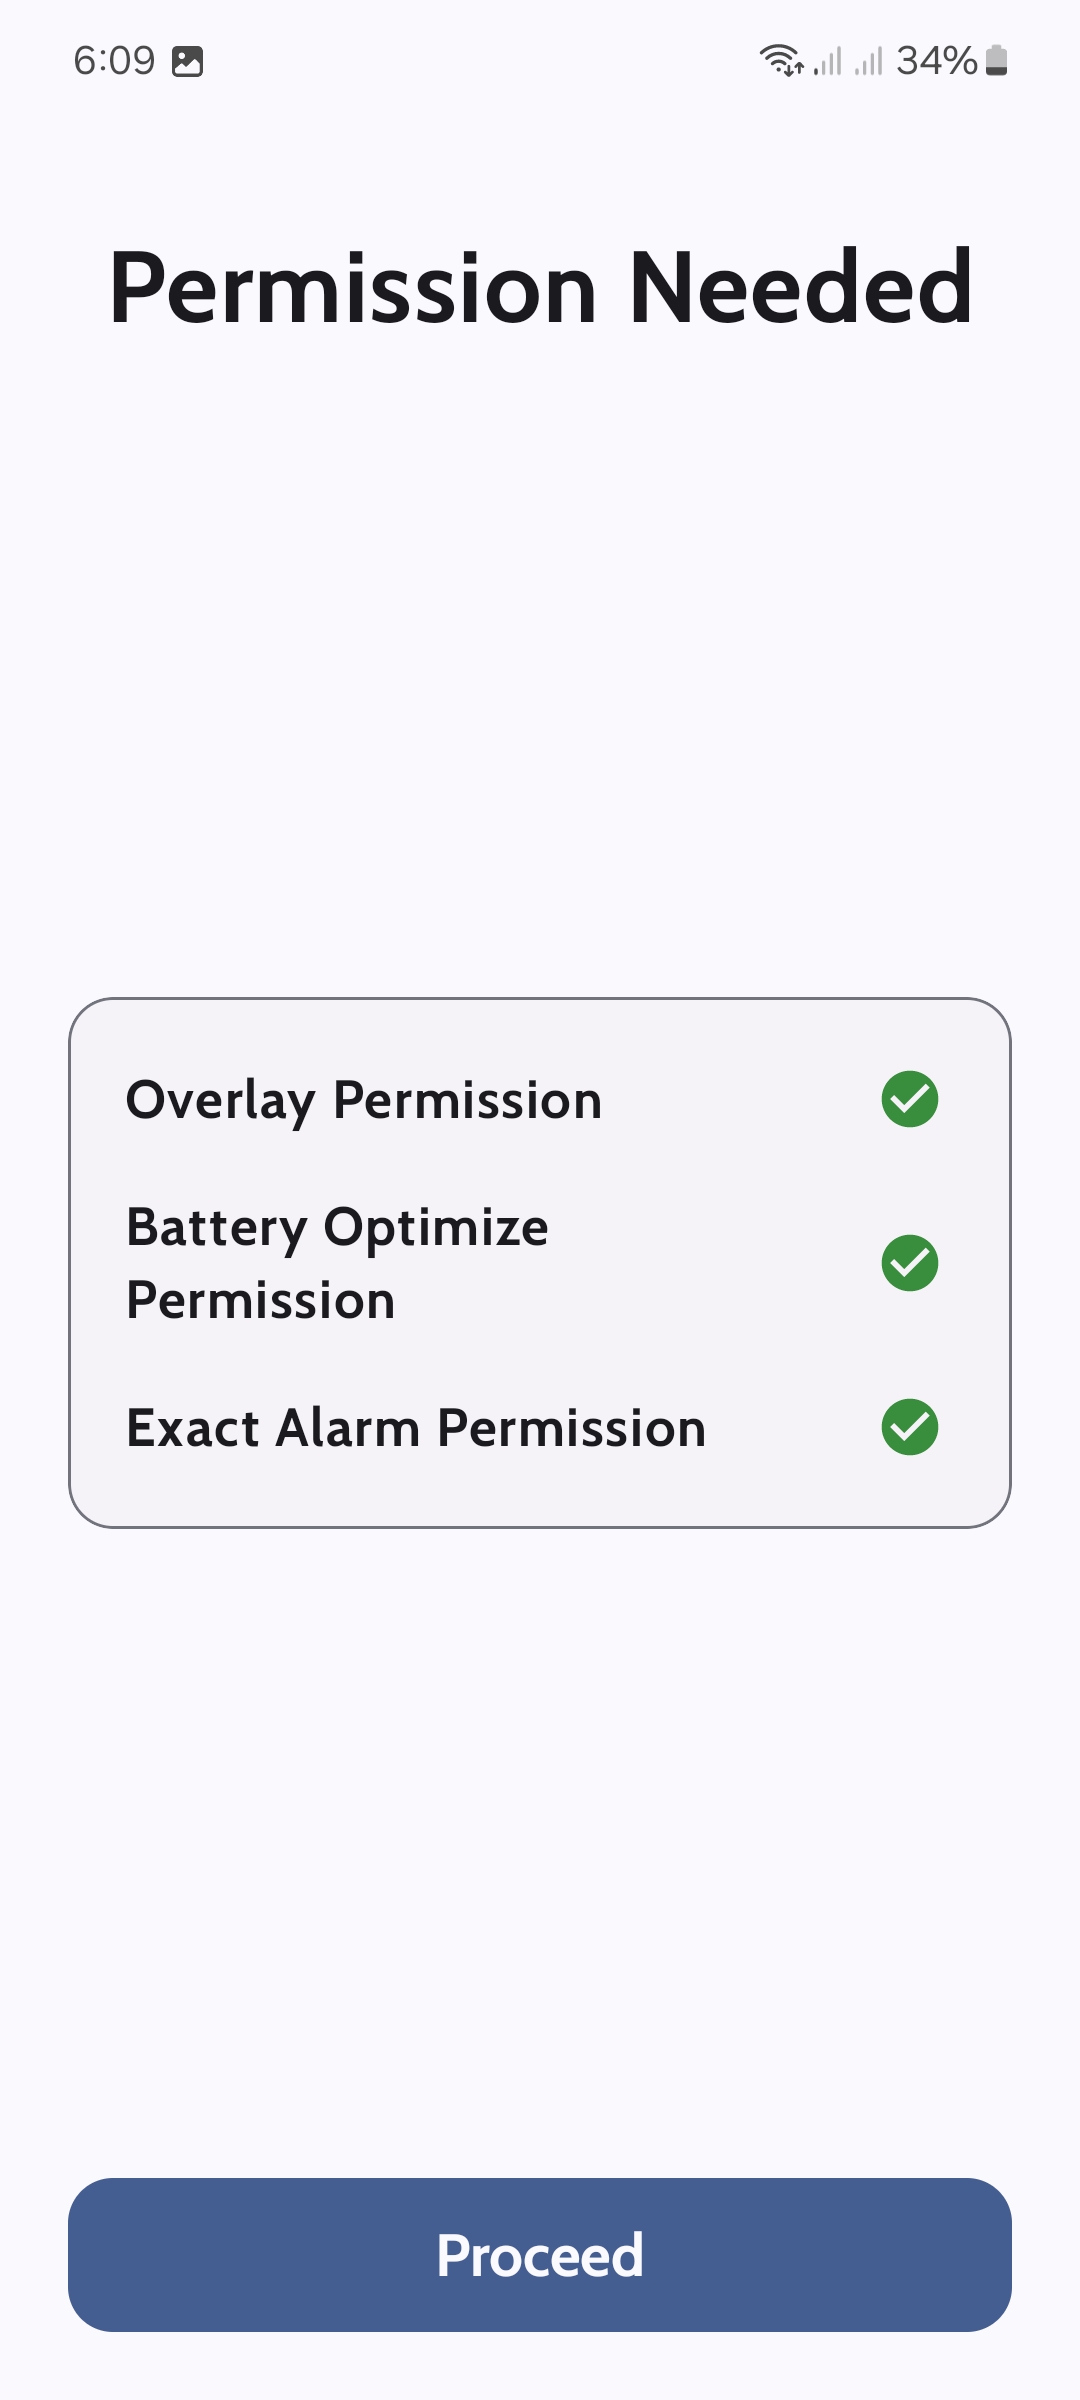 6:09 34%
Permission Needed
Overlay Permission
Battery Optimize
Permission
Exact Alarm Permission
Proceed